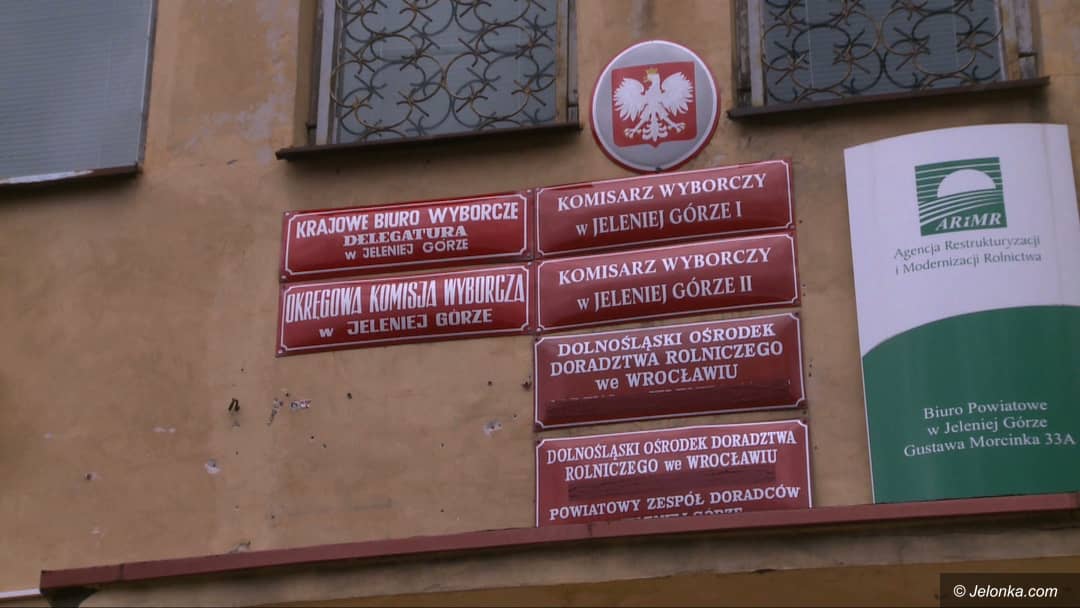 KRAJOWE BIURO WYBORCZE
DELEGATURA
W JELENIEJ GÓRZE
OKRĘGOWA KOMISJA WYBORCZA
w JELENIEJ GÓRZE
KOMISARZ WYBORCZY
w JELENIEJ GÓRZE I
KOMISARZ WYBORCZY
w JELENIEJ GÓRZE II
DOLNOŚLĄSKI OŚRODEK
DORADZTWA ROLNICZEGO
we WROCŁAWIU
DOLNOŚLĄSKI OŚRODEK DORADZTWA
ROLNICZEGO we WROCŁAWIU
POWIATOWY ZESPÓŁ DORADCÓW
ARiMR
Agencja Restrukturyzacji
i Modernizacji Rolnictwa
Biuro Powiatowe
w Jeleniej Górze
Gustawa Morcinka 33A
© Jelonka.com